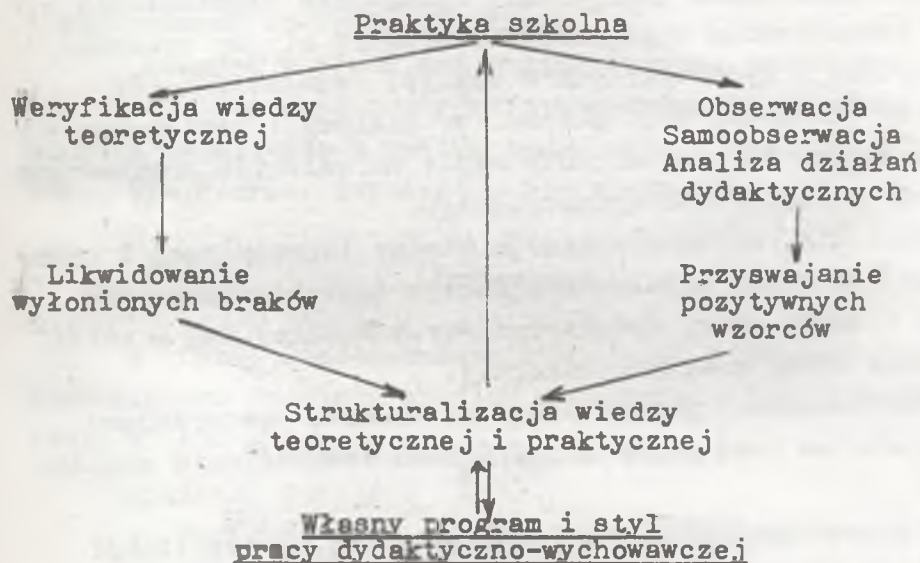 Praktyka szkolna
Weryfikacja wiedzy
teoretycznej
Obserwacja
Samoobserwacja
Analiza działań
dydaktycznych
Likwidowanie
wyłonionych braków
Przyswajanie
pozytywnych
wzorców
Strukturalizacja wiedzy
teoretycznej i praktycznej
Własny program i styl
pracy dydaktyczno-wychowawczej